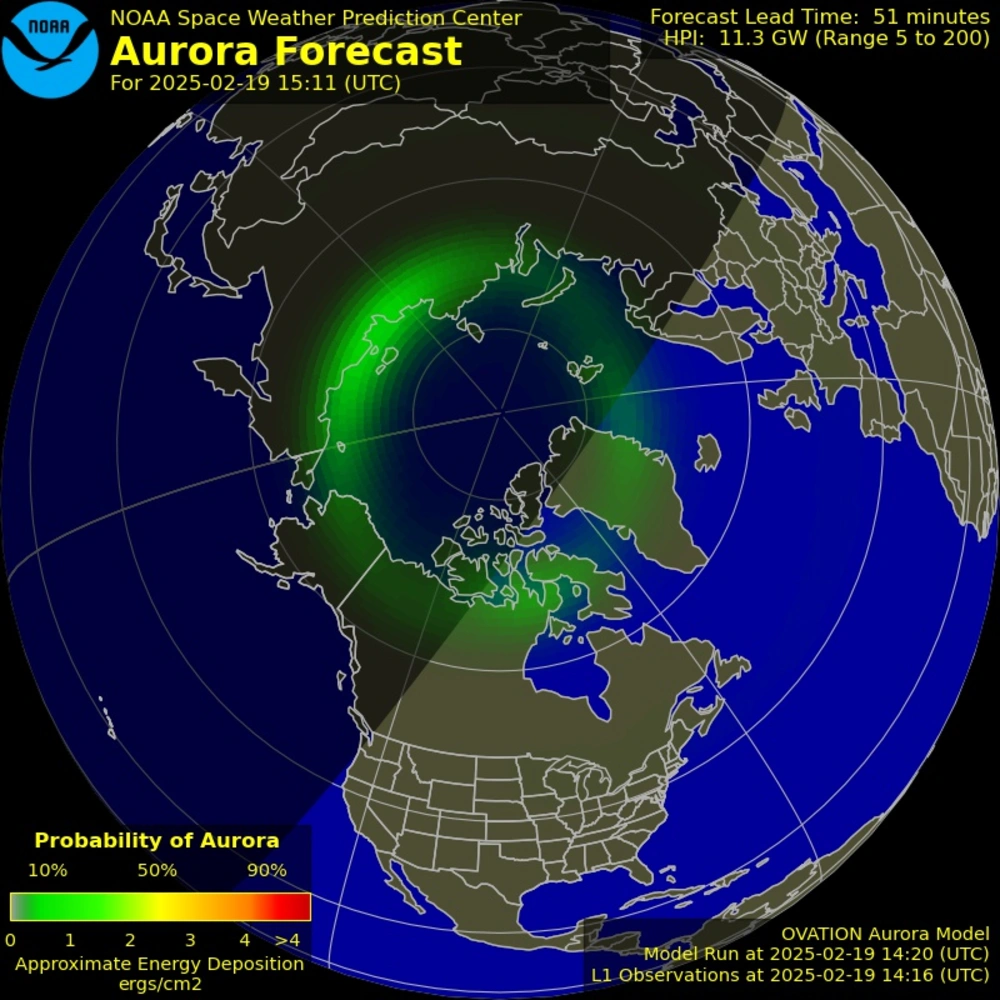 NOAA
NOAA Space Weather Prediction Center
Aurora Forecast
For 2025-02-19 15:11 (UTC)
Forecast Lead Time: 51 minutes
HPI: 11.3 GW (Range 5 to 200)
Probability of Aurora
10% 50% 90%
0 1 2 3 4 >4
Approximate Energy Deposition
ergs/cm2
OVATION Aurora Model
Model Run at 2025-02-19 14:20 (UTC)
L1 Observations at 2025-02-19 14:16 (UTC)